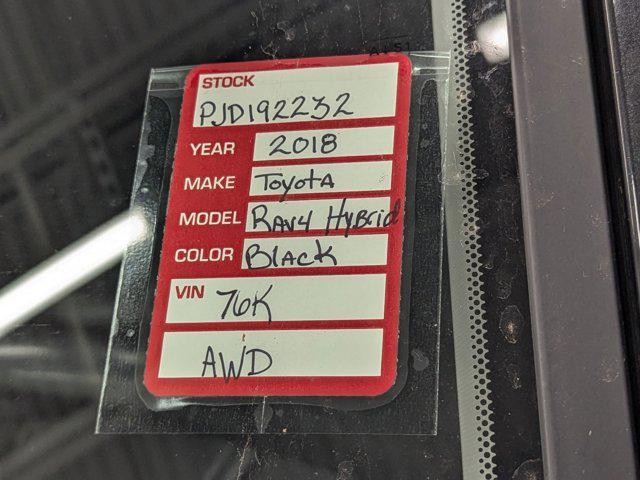 STOCK
PJD192232
YEAR 2018
MAKE Toyota
MODEL RAV4 Hybrid
COLOR Black
VIN 76K
AWD